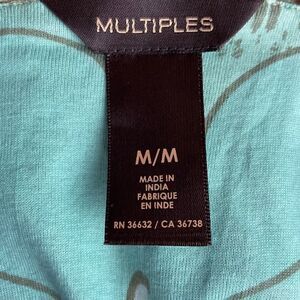 MULTIPLES
M/M
MADE IN
INDIA
FABRIQUE
EN INDE
RN 36632 / CA 36738